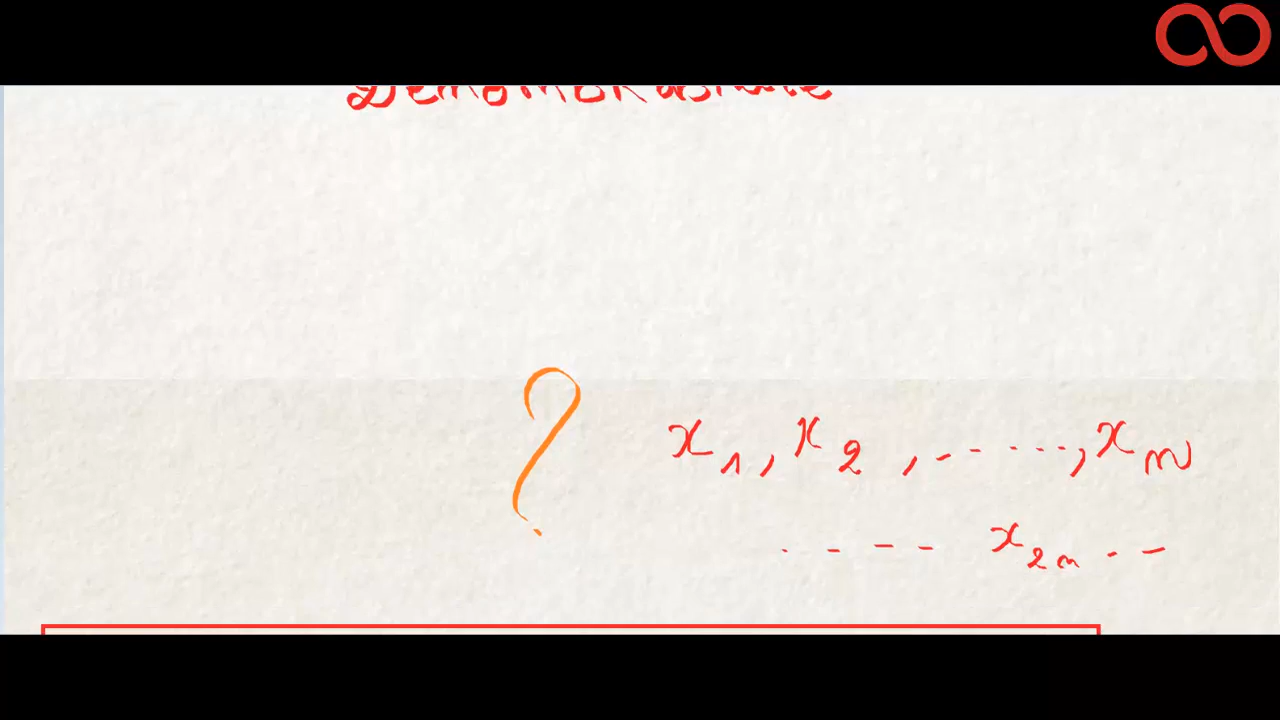 x₁, x₂, ....., xₙ
.... x₂ₙ ..